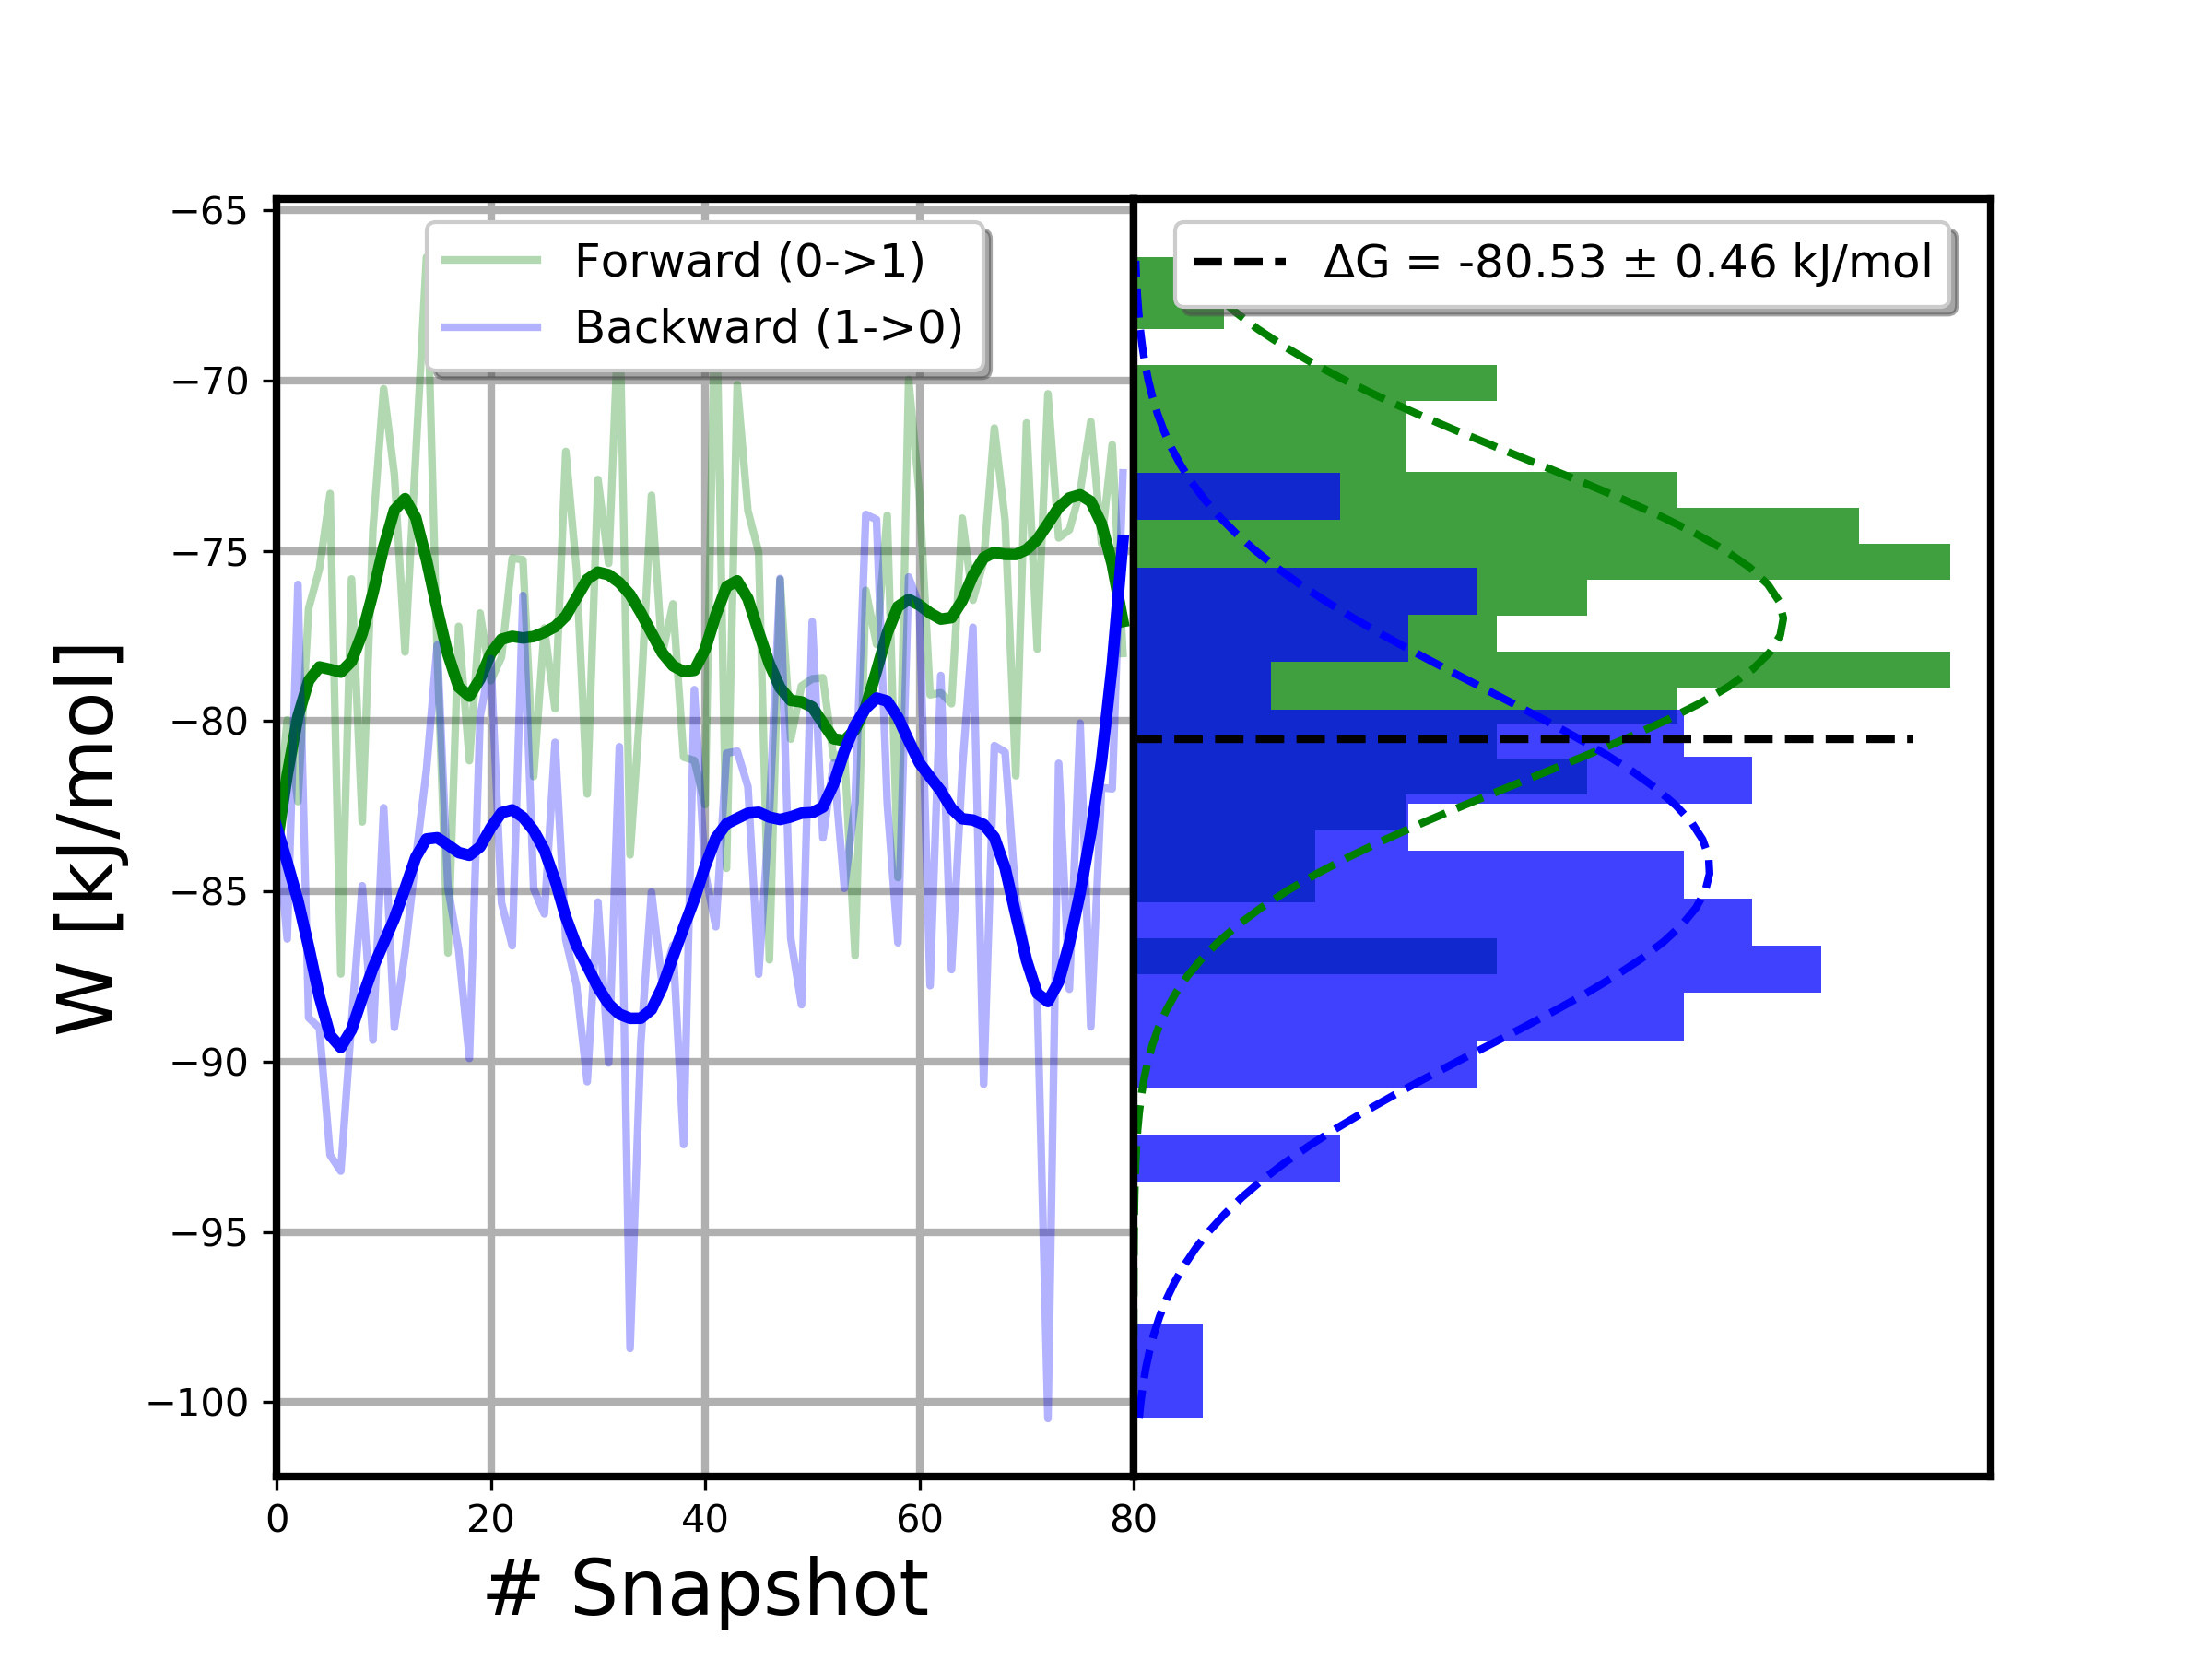 −65
−70
−75
−80
−85
−90
−95
−100
W [kJ/mol]
Forward (0->1)
Backward (1->0)
ΔG = -80.53 ± 0.46 kJ/mol
0 20 40 60 80
# Snapshot